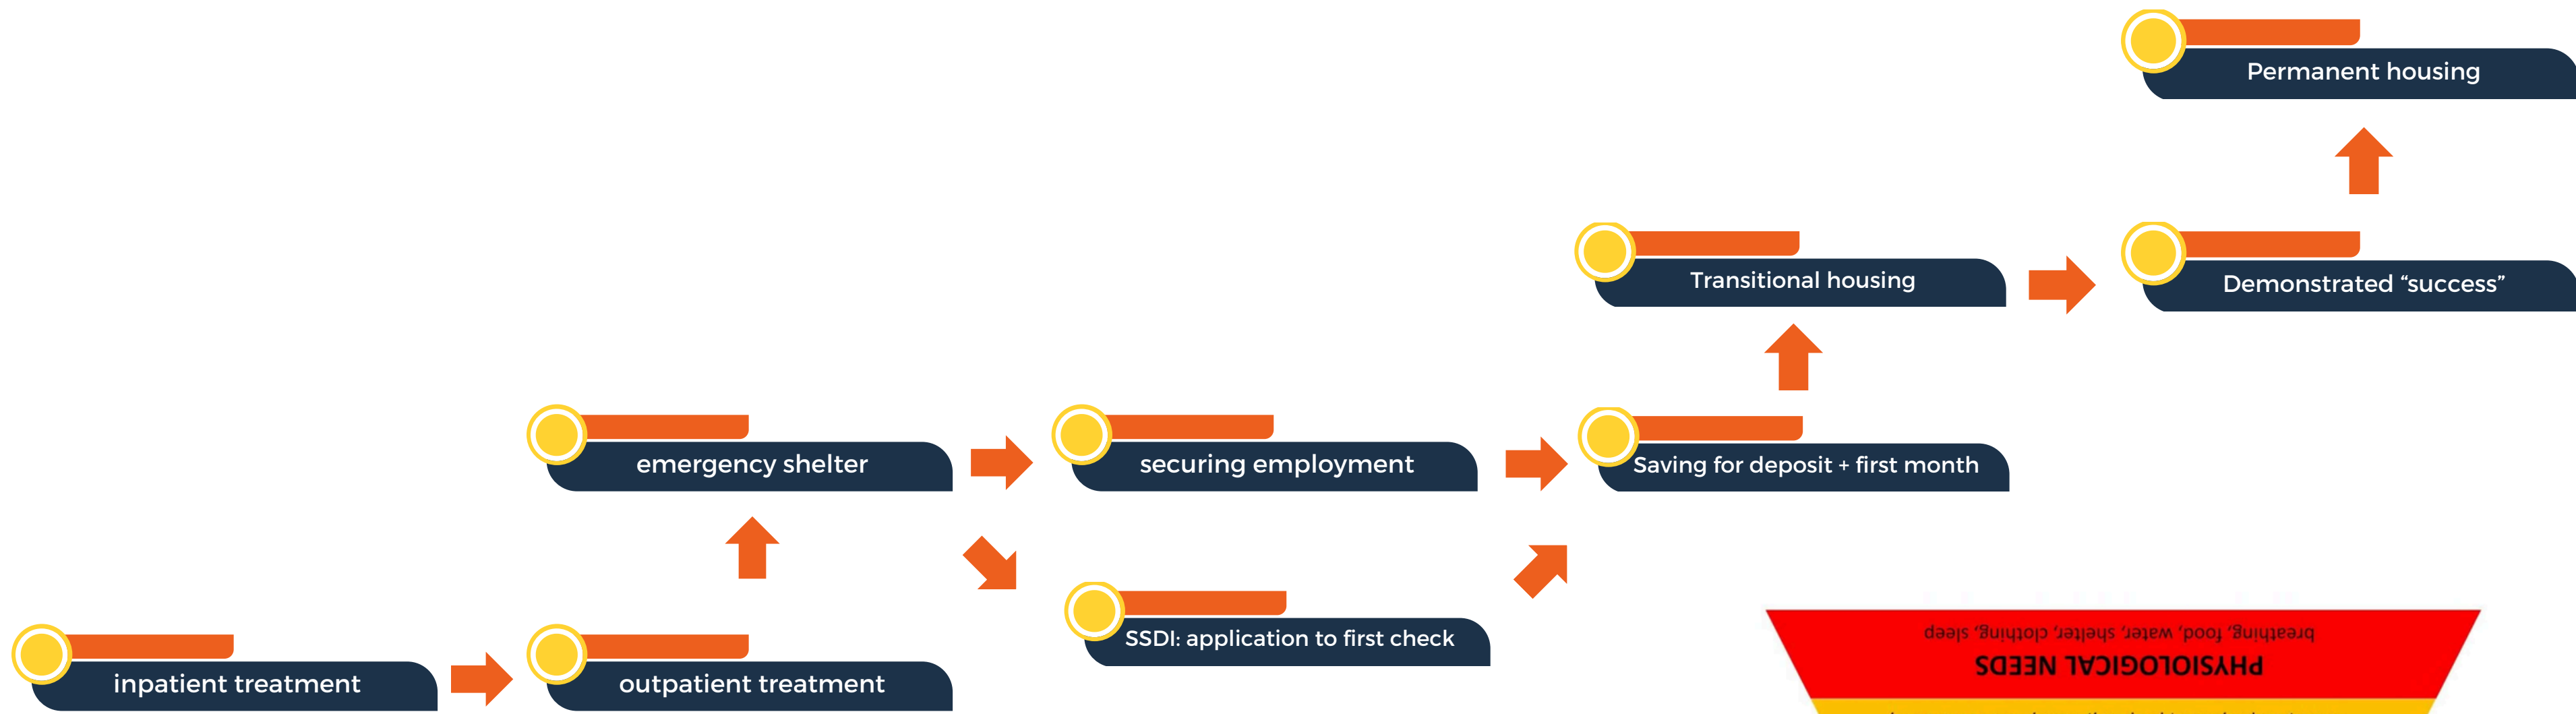 Permanent housing
Transitional housing
Demonstrated “success”
emergency shelter
securing employment
Saving for deposit + first month
SSDI: application to first check
inpatient treatment
outpatient treatment
PHYSIOLOGICAL NEEDS
breathing, food, water, shelter, clothing, sleep